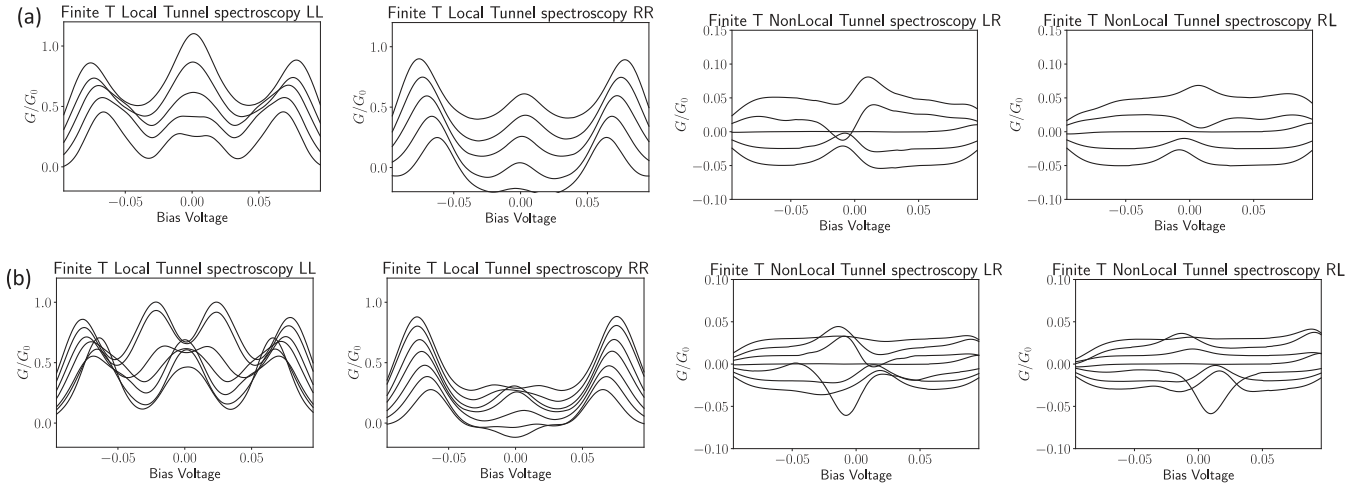 (a)
Finite T Local Tunnel spectroscopy LL
1.0
0.5
0.0
G/G₀
−0.05
0.00
0.05
Bias Voltage
Finite T Local Tunnel spectroscopy RR
1.0
0.5
0.0
G/G₀
−0.05
0.00
0.05
Bias Voltage
Finite T NonLocal Tunnel spectroscopy LR
0.15
0.10
0.05
0.00
−0.05
−0.10
G/G₀
−0.05
0.00
0.05
Bias Voltage
Finite T NonLocal Tunnel spectroscopy RL
0.15
0.10
0.05
0.00
−0.05
−0.10
G/G₀
−0.05
0.00
0.05
Bias Voltage
(b)
Finite T Local Tunnel spectroscopy LL
1.0
0.5
0.0
G/G₀
−0.05
0.00
0.05
Bias Voltage
Finite T Local Tunnel spectroscopy RR
1.0
0.5
0.0
G/G₀
−0.05
0.00
0.05
Bias Voltage
Finite T NonLocal Tunnel spectroscopy LR
0.10
0.05
0.00
−0.05
−0.10
G/G₀
−0.05
0.00
0.05
Bias Voltage
Finite T NonLocal Tunnel spectroscopy RL
0.10
0.05
0.00
−0.05
−0.10
G/G₀
−0.05
0.00
0.05
Bias Voltage